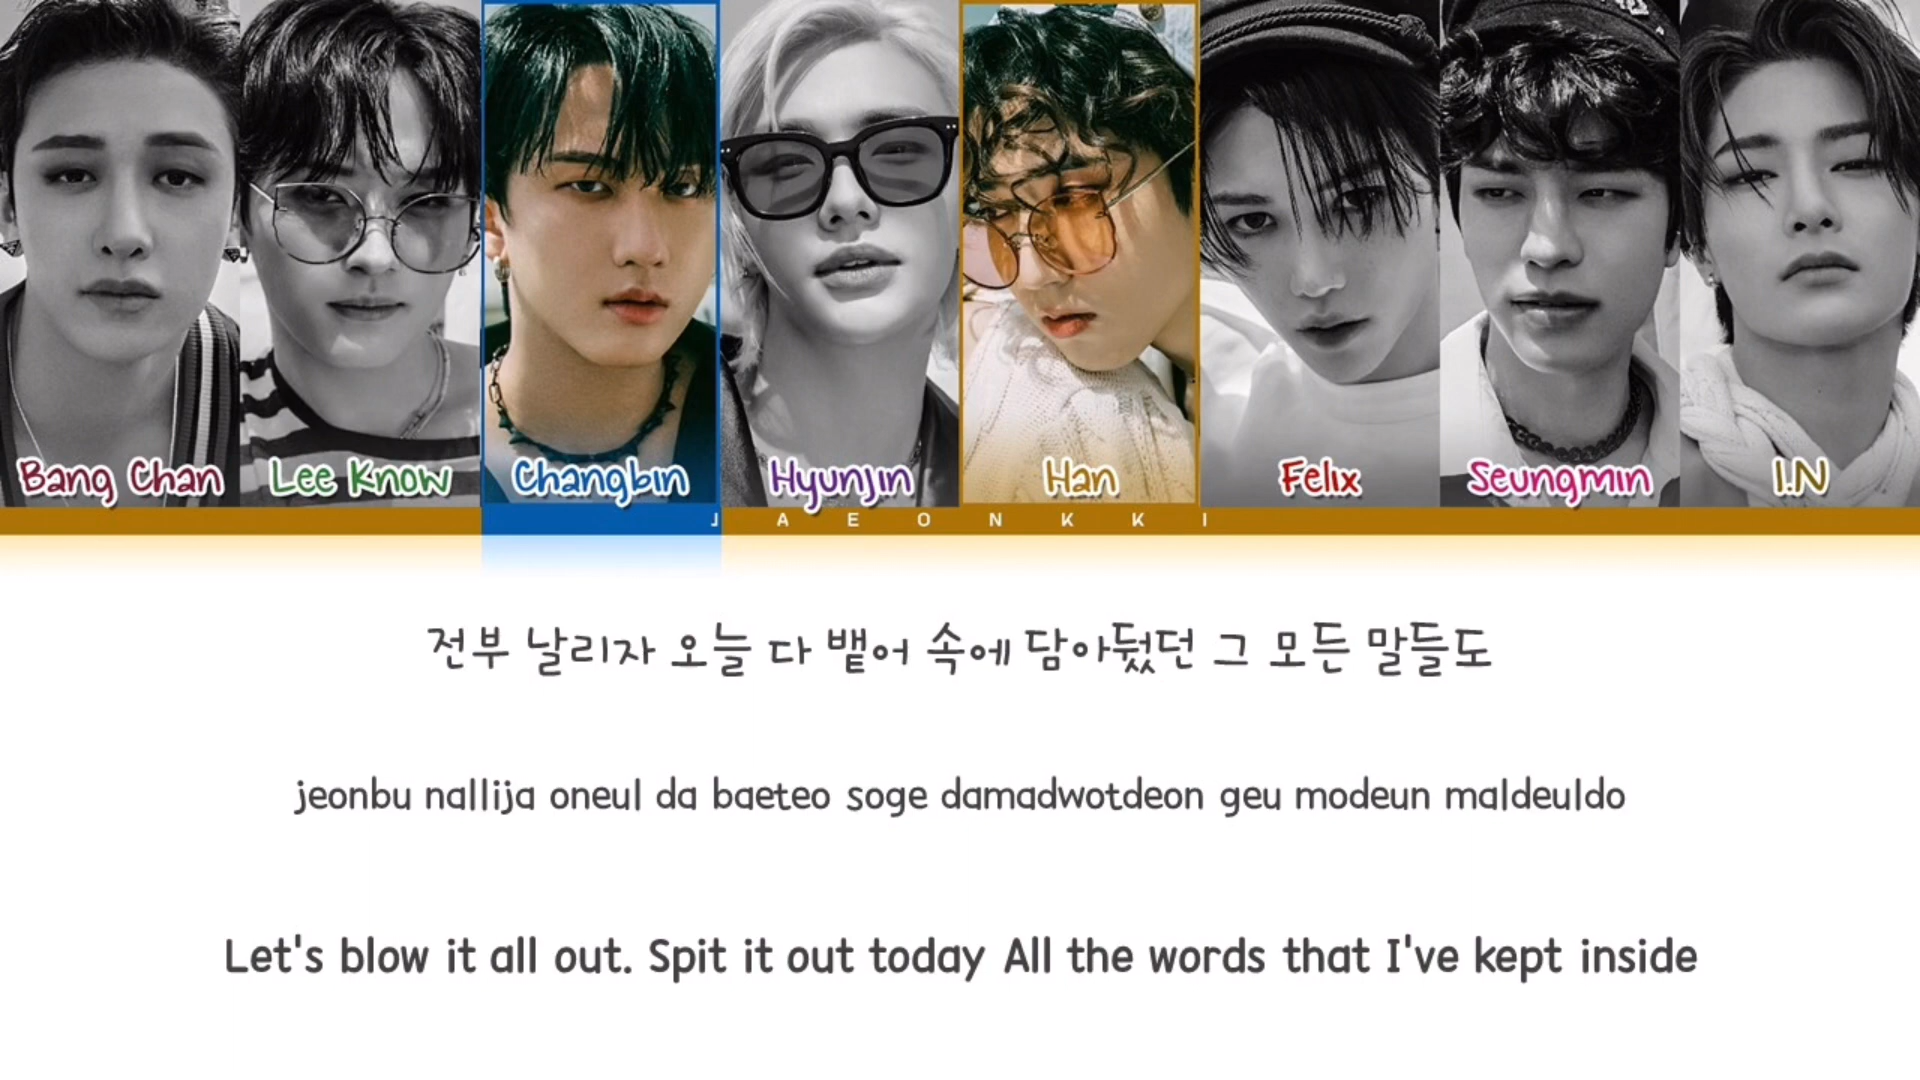 Bang Chan Lee Know Changbin Hyunjin Han Felix Seungmin I.N
J A E O N K K I
전부 날리자 오늘 다 뱉어 속에 담아뒀던 그 모든 말들도
jeonbu nallija oneul da baeteo soge damadwotdeon geu modeun maldeuldo
Let's blow it all out. Spit it out today All the words that I've kept inside